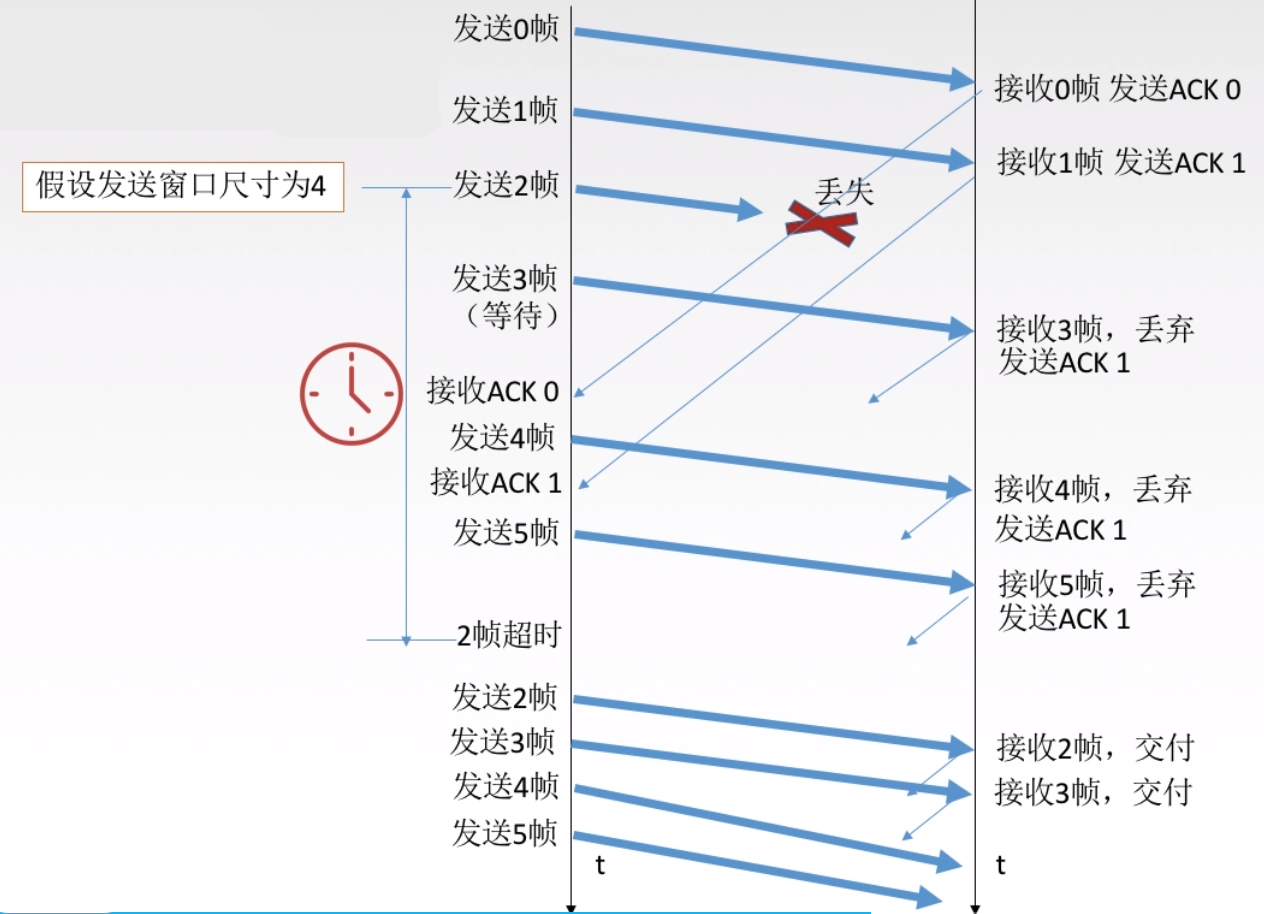 发送0帧
接收0帧 发送ACK 0
发送1帧
接收1帧 发送ACK 1
假设发送窗口尺寸为4
发送2帧
丢失
发送3帧
（等待）
接收3帧，丢弃
发送ACK 1
接收ACK 0
发送4帧
接收ACK 1
接收4帧，丢弃
发送ACK 1
发送5帧
接收5帧，丢弃
发送ACK 1
2帧超时
发送2帧
发送3帧
接收2帧，交付
发送4帧
接收3帧，交付
发送5帧
t
t